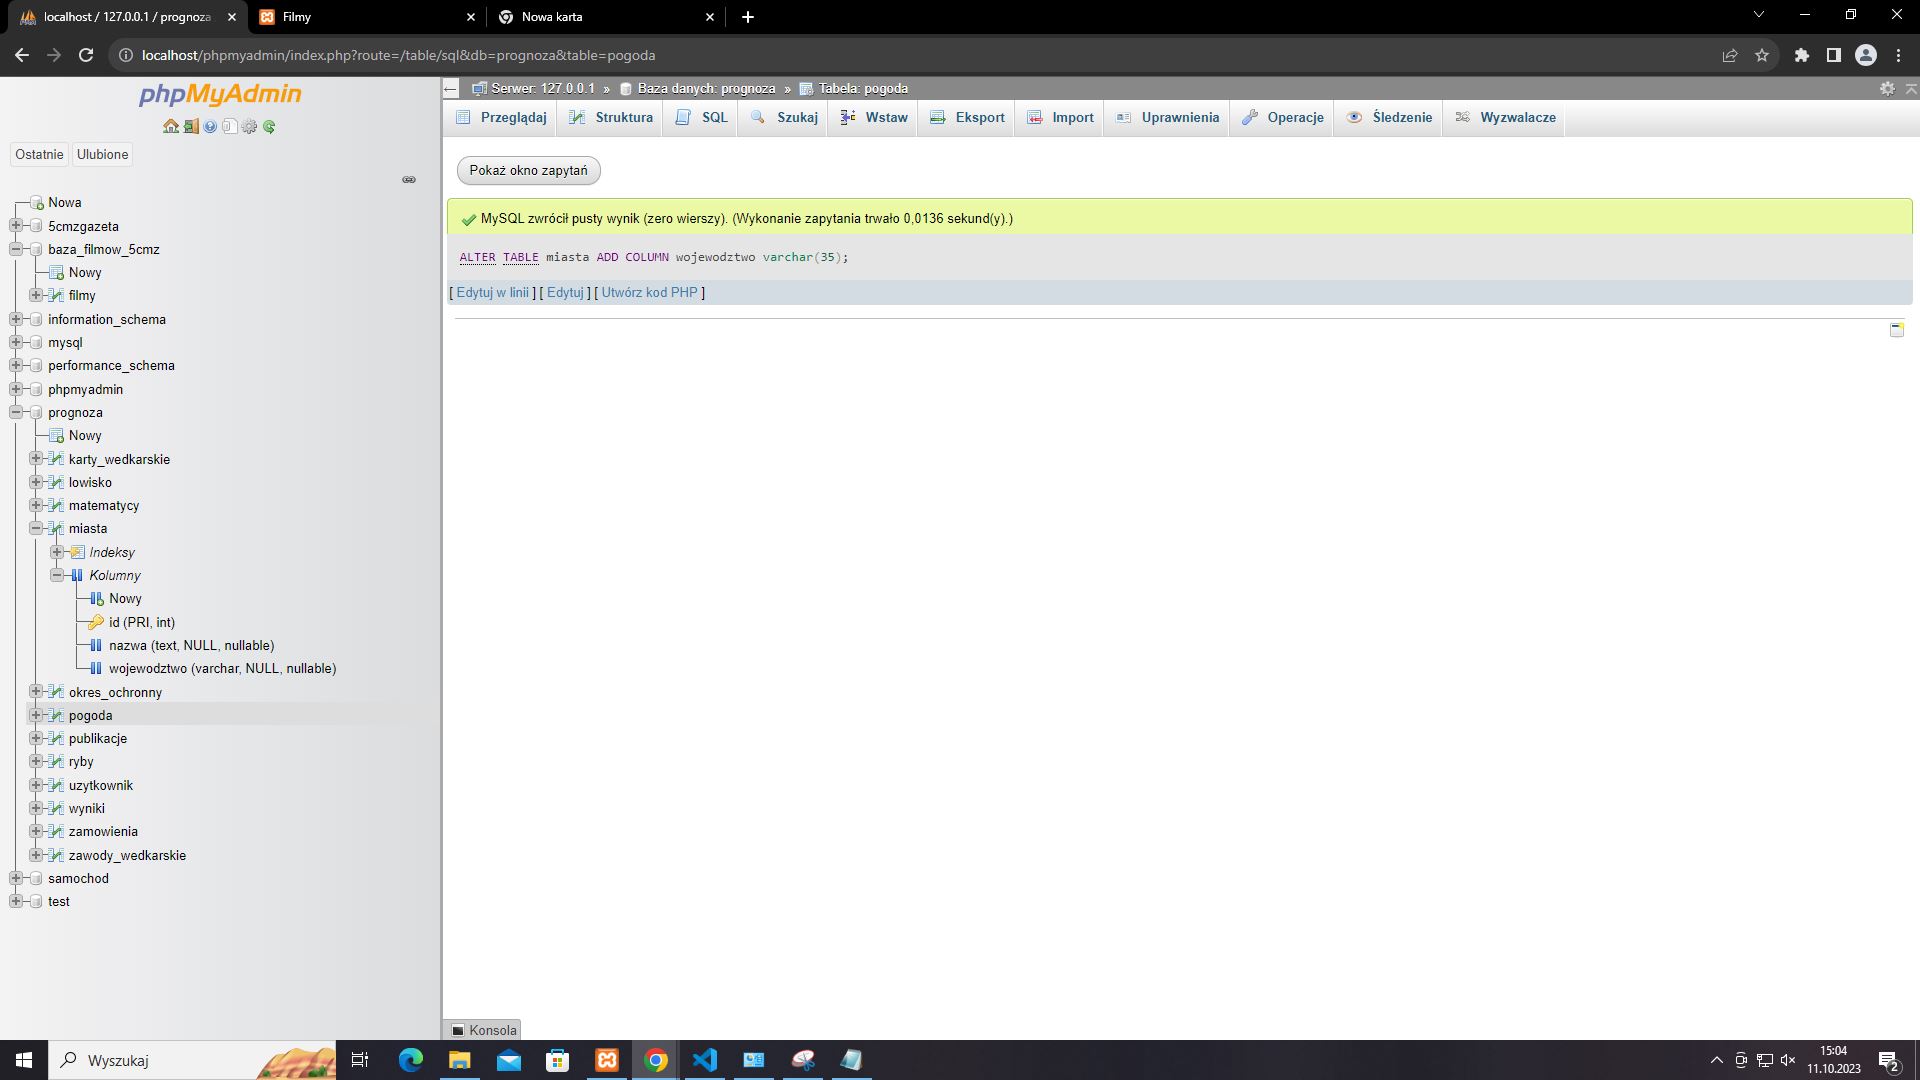 localhost / 127.0.0.1 / prognoza
Filmy
Nowa karta
localhost/phpmyadmin/index.php?route=/table/sql&db=prognoza&table=pogoda
phpMyAdmin
Ostatnie
Ulubione
Nowa
5cmzgazeta
baza_filmow_5cmz
Nowy
filmy
information_schema
mysql
performance_schema
phpmyadmin
prognoza
Nowy
karty_wedkarskie
lowisko
matematycy
miasta
Indeksy
Kolumny
Nowy
id (PRI, int)
nazwa (text, NULL, nullable)
wojewodztwo (varchar, NULL, nullable)
okres_ochronny
pogoda
publikacje
ryby
uzytkownik
wyniki
zamowienia
zawody_wedkarskie
samochod
test
Serwer: 127.0.0.1 » Baza danych: prognoza » Tabela: pogoda
Przeglądaj
Struktura
SQL
Szukaj
Wstaw
Eksport
Import
Uprawnienia
Operacje
Śledzenie
Wyzwalacze
Pokaż okno zapytań
MySQL zwrócił pusty wynik (zero wierszy). (Wykonanie zapytania trwało 0,0136 sekund(y).)
ALTER TABLE miasta ADD COLUMN wojewodztwo varchar(35);
[ Edytuj w linii ] [ Edytuj ] [ Utwórz kod PHP ]
Konsola
Wyszukaj
15:04
11.10.2023
2